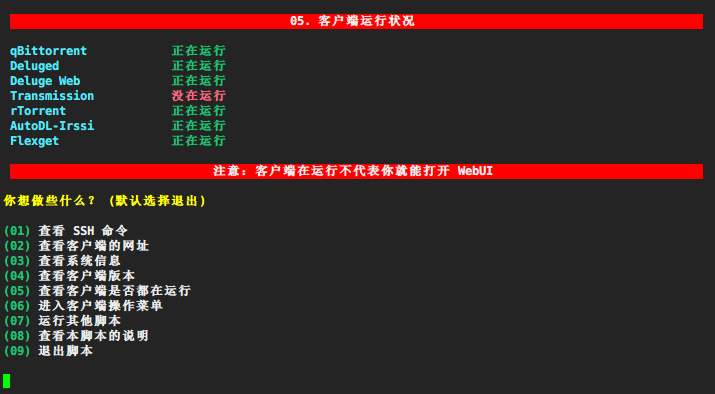 05. 客户端运行状况
qBittorrent 正在运行
Deluged 正在运行
Deluge Web 正在运行
Transmission 没在运行
rTorrent 正在运行
AutoDL-Irssi 正在运行
Flexget 正在运行
注意: 客户端在运行不代表你就能打开 WebUI
你想做些什么? (默认选择退出)
(01) 查看 SSH 命令
(02) 查看客户端的网址
(03) 查看系统信息
(04) 查看客户端版本
(05) 查看客户端是否都在运行
(06) 进入客户端操作菜单
(07) 运行其他脚本
(08) 查看本脚本的说明
(09) 退出脚本